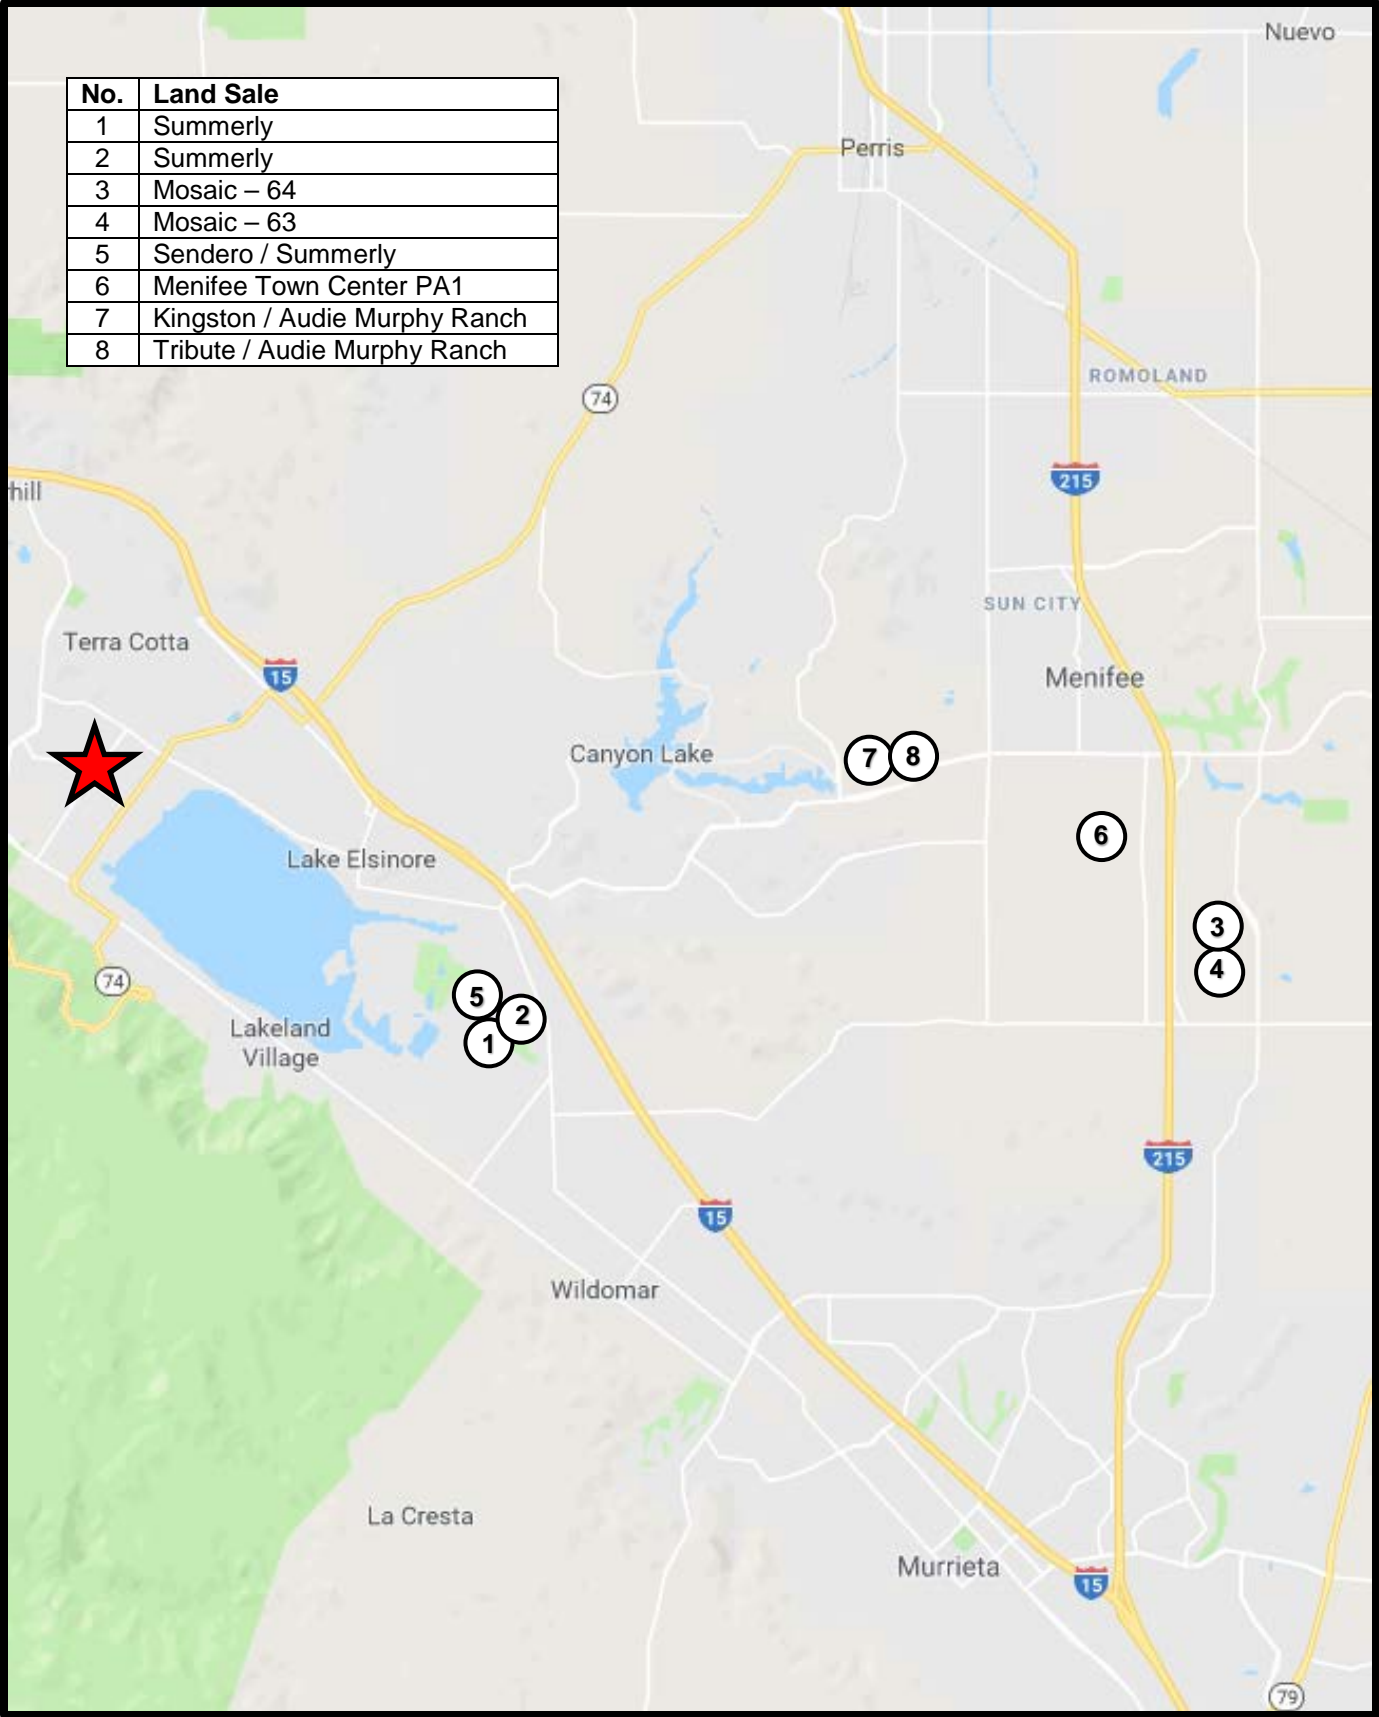 Nuevo
No. Land Sale
1 Summerly
2 Summerly
3 Mosaic – 64
4 Mosaic – 63
5 Sendero / Summerly
6 Menifee Town Center PA1
7 Kingston / Audie Murphy Ranch
8 Tribute / Audie Murphy Ranch
Perris
ROMOLAND
74
215
hill
SUN CITY
Terra Cotta
15
Menifee
Canyon Lake
7 8
6
Lake Elsinore
3
4
74
5
2
1
Lakeland
Village
215
15
Wildomar
La Cresta
Murrieta
15
79